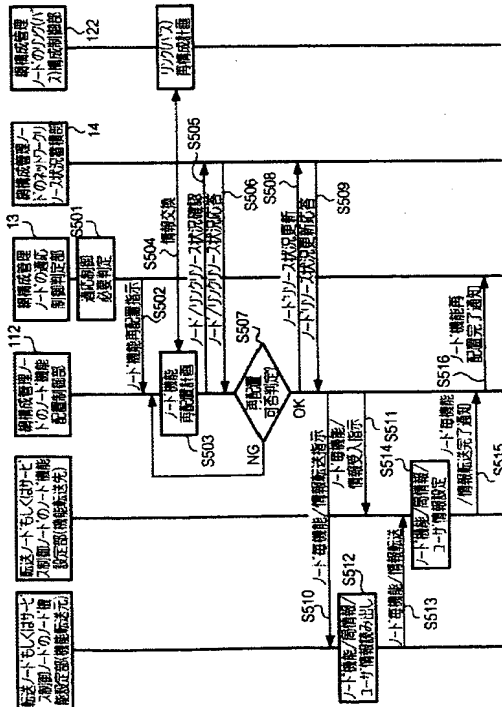 転送ノードもしくはサービ
ス制御ノードのノード機
能設定部(機能転送元)
転送ノードもしくはサービ
ス制御ノードのノード機能
設定部(機能転送先)
網構成管理ノード
のノード機能
配置制御部
112
網構成管理
ノードの適応
制御判定部
13
網構成管理ノー
ドのネットワークリソ
ース状況蓄積部
14
網構成管理
ノードのリンク(パ
ス)構成制御部
122
適応制御
必要判定
S501
ノード機能再配置指示
S502
ノード機能
再配置計画
S503
情報交換
S504
リンク(パス)
再構成計画
ノード/リンクリソース状況確認
S505
ノード/リンクリソース状況応答
S506
再配置
可否判定
S507
NG
OK
ノードリソース状況更新
S508
ノードリソース状況更新応答
S509
ノード毎機能/情報転送指示
S510
ノード毎機能/
情報受入指示
S511
ノード機能/局情報/
ユーザ情報読み出し
S512
ノード毎機能/情報転送
S513
ノード機能/局情報/
ユーザ情報設定
S514
ノード毎機能
/情報転送完了通知
S515
ノード機能再
配置完了通知
S516